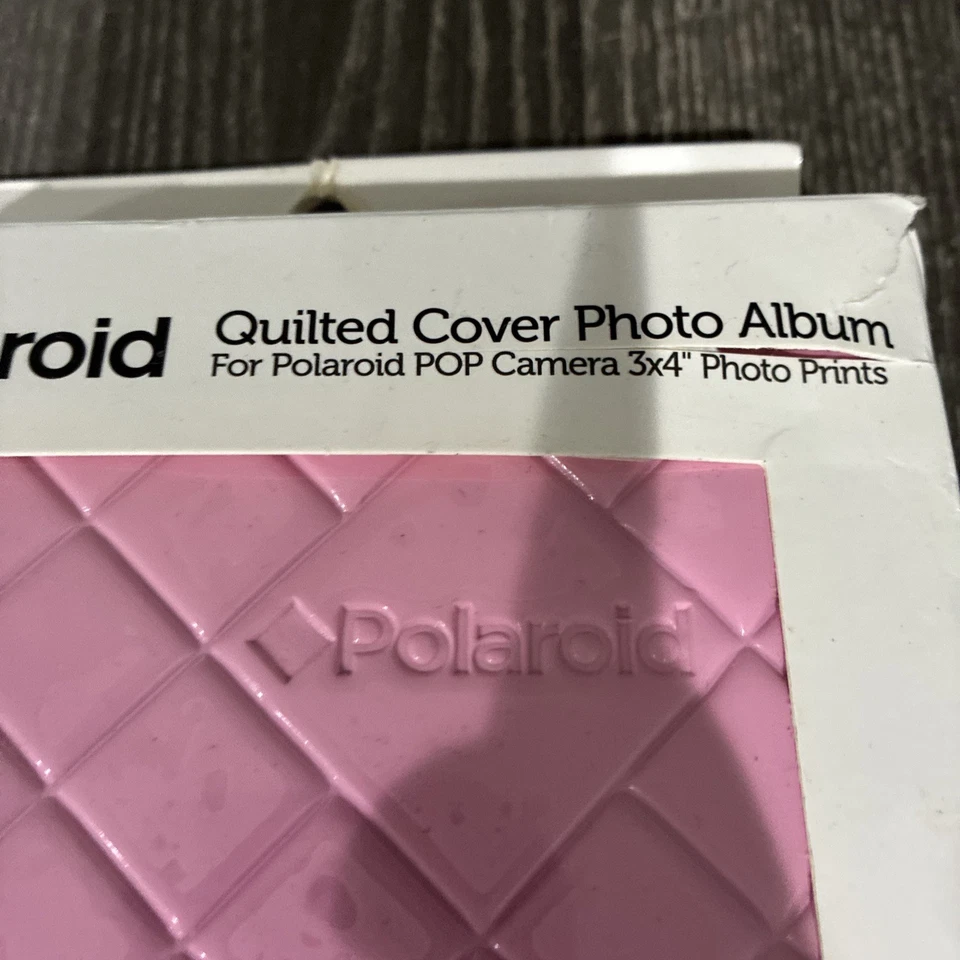 roid
Quilted Cover Photo Album
For Polaroid POP Camera 3x4" Photo Prints
Polaroid